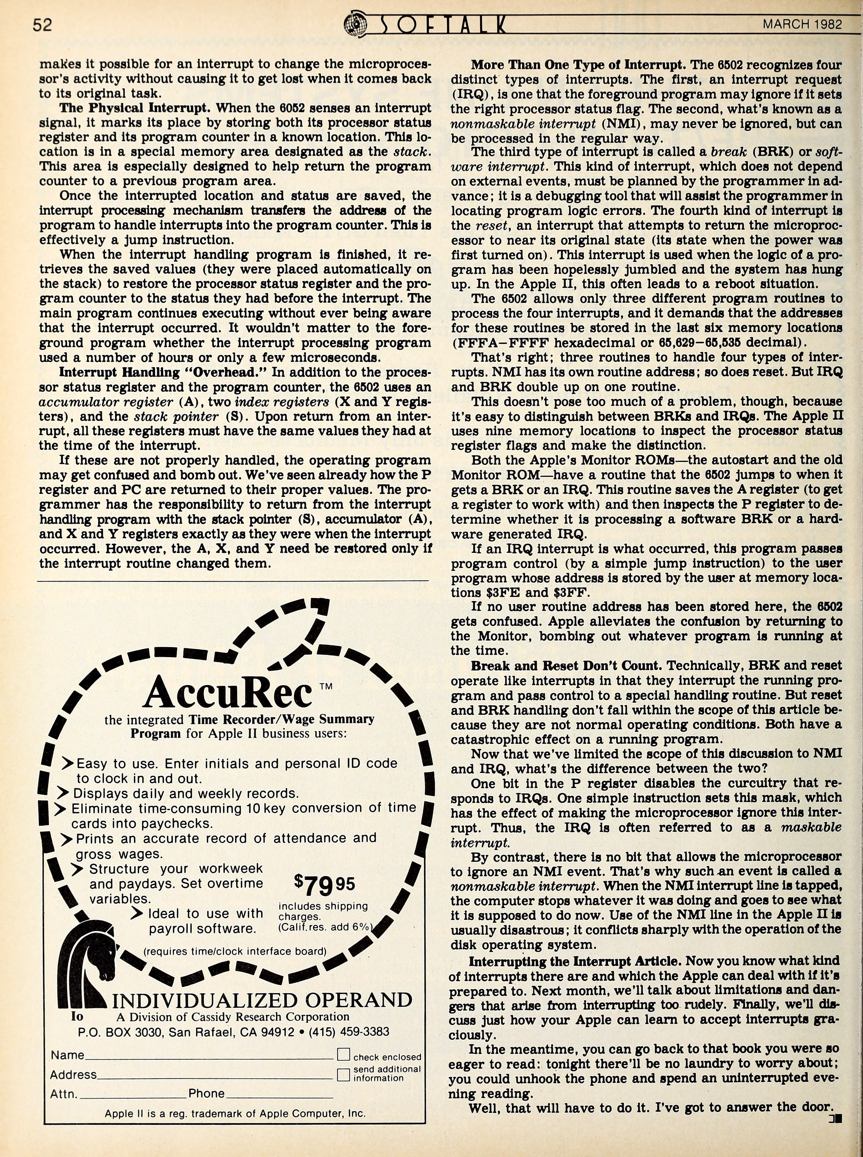 52
SOFTALK
MARCH 1982
makes it possible for an interrupt to change the microproces-
sor's activity without causing it to get lost when it comes back
to its original task.
The Physical Interrupt. When the 6052 senses an interrupt
signal, it marks its place by storing both its processor status
register and its program counter in a known location. This lo-
cation is in a special memory area designated as the stack.
This area is especially designed to help return the program
counter to a previous program area.
Once the interrupted location and status are saved, the
interrupt processing mechanism transfers the address of the
program to handle interrupts into the program counter. This is
effectively a jump instruction.
When the interrupt handling program is finished, it re-
trieves the saved values (they were placed automatically on
the stack) to restore the processor status register and the pro-
gram counter to the status they had before the interrupt. The
main program continues executing without ever being aware
that the interrupt occurred. It wouldn't matter to the fore-
ground program whether the interrupt processing program
used a number of hours or only a few microseconds.
Interrupt Handling "Overhead." In addition to the proces-
sor status register and the program counter, the 6502 uses an
accumulator register (A), two index registers (X and Y regis-
ters), and the stack pointer (S). Upon return from an inter-
rupt, all these registers must have the same values they had at
the time of the interrupt.
If these are not properly handled, the operating program
may get confused and bomb out. We've seen already how the P
register and PC are returned to their proper values. The pro-
grammer has the responsibility to return from the interrupt
handling program with the stack pointer (S), accumulator (A),
and X and Y registers exactly as they were when the interrupt
occurred. However, the A, X, and Y need be restored only if
the interrupt routine changed them.
AccuRec™
the integrated Time Recorder/Wage Summary
Program for Apple II business users:
Easy to use. Enter initials and personal ID code
to clock in and out.
Displays daily and weekly records.
Eliminate time-consuming 10 key conversion of time
cards into paychecks.
Prints an accurate record of attendance and
gross wages.
Structure your workweek
and paydays. Set overtime
variables.
Ideal to use with
payroll software.
$79.95
includes shipping
charges.
(Calif. res. add 6%)
(requires time/clock interface board)
Io
INDIVIDUALIZED OPERAND
A Division of Cassidy Research Corporation
P.O. BOX 3030, San Rafael, CA 94912 • (415) 459-3383
Name
check enclosed
Address
send additional
information
Attn. Phone
Apple II is a reg. trademark of Apple Computer, Inc.
More Than One Type of Interrupt. The 6502 recognizes four
distinct types of interrupts. The first, an interrupt request
(IRQ), is one that the foreground program may ignore if it sets
the right processor status flag. The second, what's known as a
nonmaskable interrupt (NMI), may never be ignored, but can
be processed in the regular way.
The third type of interrupt is called a break (BRK) or soft-
ware interrupt. This kind of interrupt, which does not depend
on external events, must be planned by the programmer in ad-
vance; it is a debugging tool that will assist the programmer in
locating program logic errors. The fourth kind of interrupt is
the reset, an interrupt that attempts to return the microproc-
essor to near its original state (its state when the power was
first turned on). This interrupt is used when the logic of a pro-
gram has been hopelessly jumbled and the system has hung
up. In the Apple II, this often leads to a reboot situation.
The 6502 allows only three different program routines to
process the four interrupts, and it demands that the addresses
for these routines be stored in the last six memory locations
(FFFA–FFFF hexadecimal or 65,629–65,535 decimal).
That's right; three routines to handle four types of inter-
rupts. NMI has its own routine address; so does reset. But IRQ
and BRK double up on one routine.
This doesn't pose too much of a problem, though, because
it's easy to distinguish between BRKs and IRQs. The Apple II
uses nine memory locations to inspect the processor status
register flags and make the distinction.
Both the Apple's Monitor ROMs—the autostart and the old
Monitor ROM—have a routine that the 6502 jumps to when it
gets a BRK or an IRQ. This routine saves the A register (to get
a register to work with) and then inspects the P register to de-
termine whether it is processing a software BRK or a hard-
ware generated IRQ.
If an IRQ interrupt is what occurred, this program passes
program control (by a simple jump instruction) to the user
program whose address is stored by the user at memory loca-
tions $3FE and $3FF.
If no user routine address has been stored here, the 6502
gets confused. Apple alleviates the confusion by returning to
the Monitor, bombing out whatever program is running at
the time.
Break and Reset Don't Count. Technically, BRK and reset
operate like interrupts in that they interrupt the running pro-
gram and pass control to a special handling routine. But reset
and BRK handling don't fall within the scope of this article be-
cause they are not normal operating conditions. Both have a
catastrophic effect on a running program.
Now that we've limited the scope of this discussion to NMI
and IRQ, what's the difference between the two?
One bit in the P register disables the curcuitry that re-
sponds to IRQs. One simple instruction sets this mask, which
has the effect of making the microprocessor ignore this inter-
rupt. Thus, the IRQ is often referred to as a maskable
interrupt.
By contrast, there is no bit that allows the microprocessor
to ignore an NMI event. That's why such an event is called a
nonmaskable interrupt. When the NMI interrupt line is tapped,
the computer stops whatever it was doing and goes to see what
it is supposed to do now. Use of the NMI line in the Apple II is
usually disastrous; it conflicts sharply with the operation of the
disk operating system.
Interrupting the Interrupt Article. Now you know what kind
of interrupts there are and which the Apple can deal with if it's
prepared to. Next month, we'll talk about limitations and dan-
gers that arise from interrupting too rudely. Finally, we'll dis-
cuss just how your Apple can learn to accept interrupts gra-
ciously.
In the meantime, you can go back to that book you were so
eager to read: tonight there'll be no laundry to worry about;
you could unhook the phone and spend an uninterrupted eve-
ning reading.
Well, that will have to do it. I've got to answer the door.